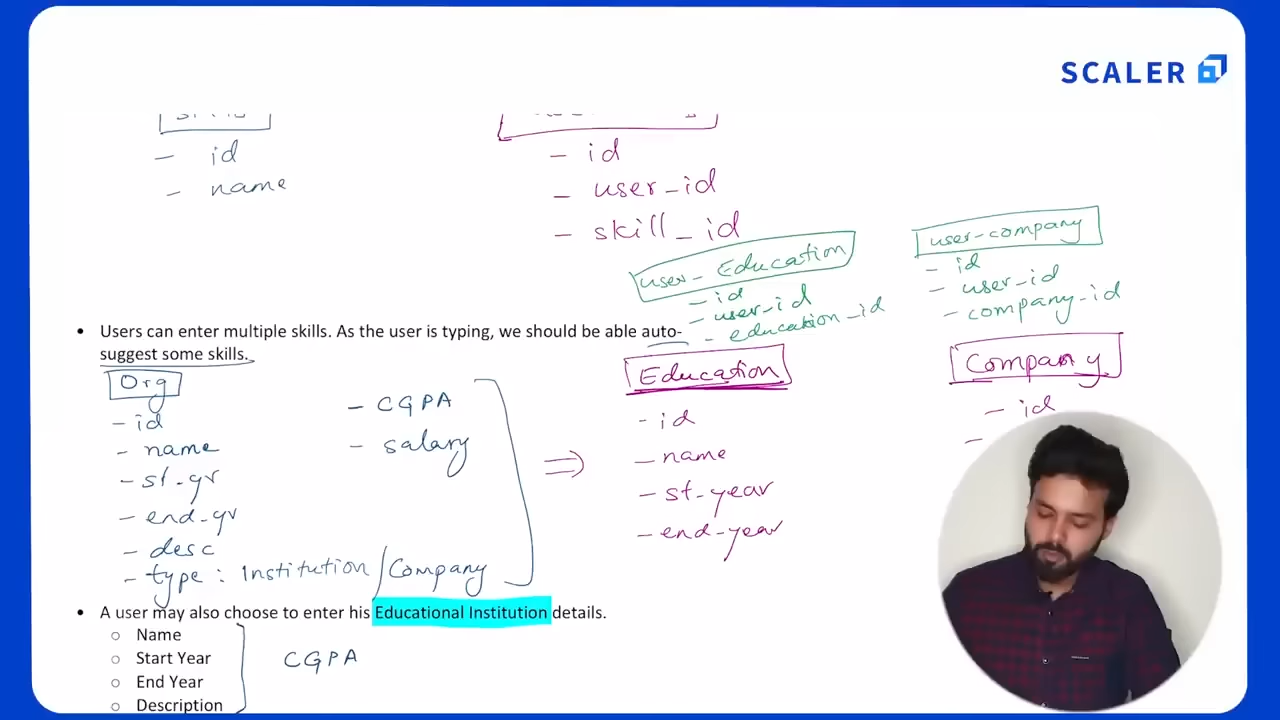 SCALER
- id
- name
- id
- user_id
- skill_id
user-Education
- id
- user-id
- education_id
user-company
- id
- user-id
- company-id
• Users can enter multiple skills. As the user is typing, we should be able auto-
suggest some skills.
Org
- id
- name
- st-yr
- end-yr
- desc
- type : Institution / Company
- CGPA
- salary
⇒
Education
- id
- name
- st-year
- end-year
Company
- id
-
• A user may also choose to enter his Educational Institution details.
○ Name
○ Start Year
○ End Year
○ Description
CGPA